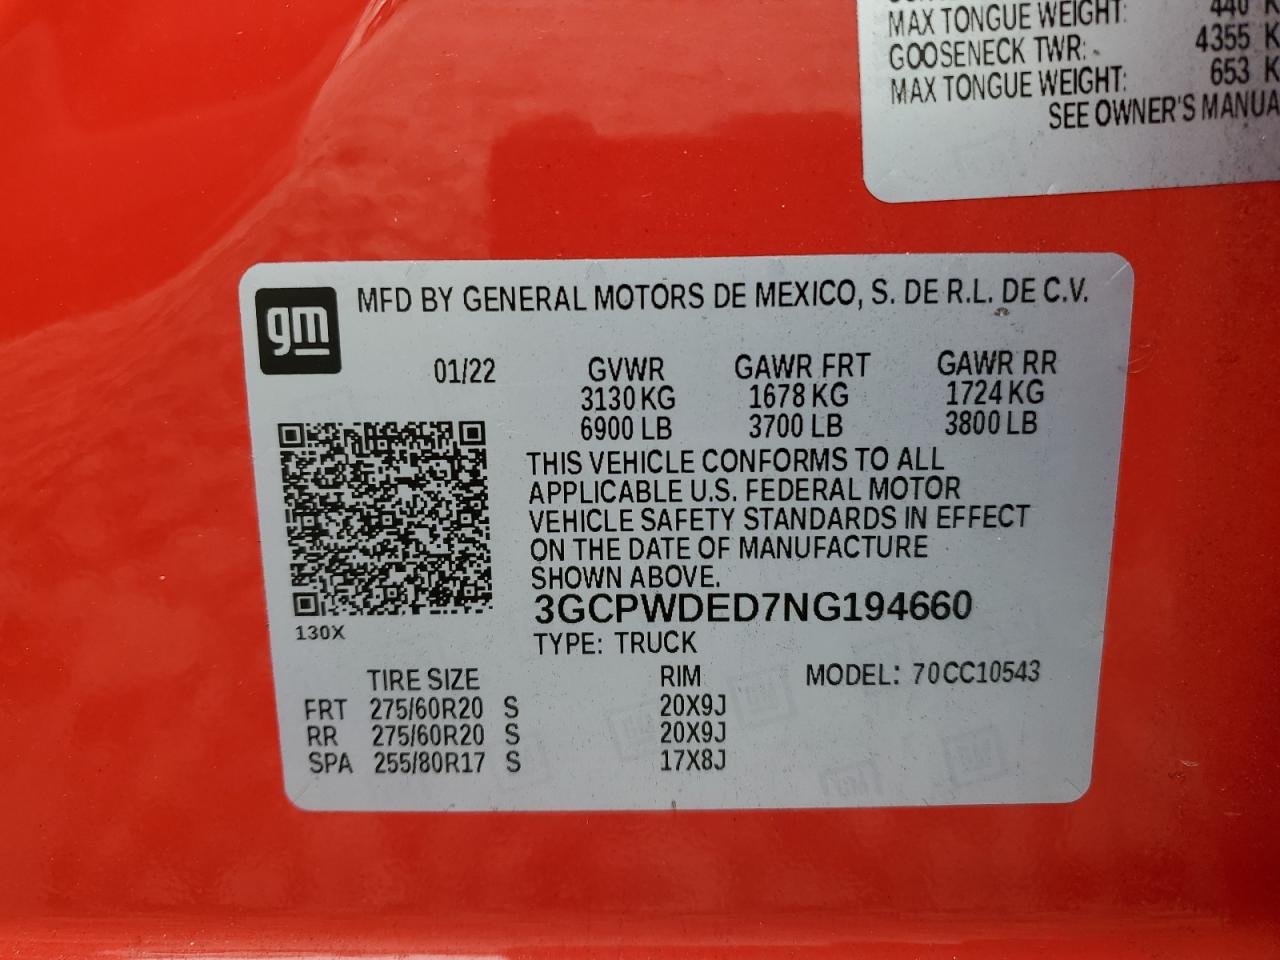 MAX TONGUE WEIGHT: 440 K
GOOSENECK TWR: 4355 K
MAX TONGUE WEIGHT: 653 K
SEE OWNER'S MANUA
gm
MFD BY GENERAL MOTORS DE MEXICO, S. DE R.L. DE C.V.
01/22 GVWR GAWR FRT GAWR RR
3130 KG 1678 KG 1724 KG
6900 LB 3700 LB 3800 LB
THIS VEHICLE CONFORMS TO ALL
APPLICABLE U.S. FEDERAL MOTOR
VEHICLE SAFETY STANDARDS IN EFFECT
ON THE DATE OF MANUFACTURE
SHOWN ABOVE.
3GCPWDED7NG194660
130X
TYPE: TRUCK
TIRE SIZE RIM MODEL: 70CC10543
FRT 275/60R20 S 20X9J
RR 275/60R20 S 20X9J
SPA 255/80R17 S 17X8J